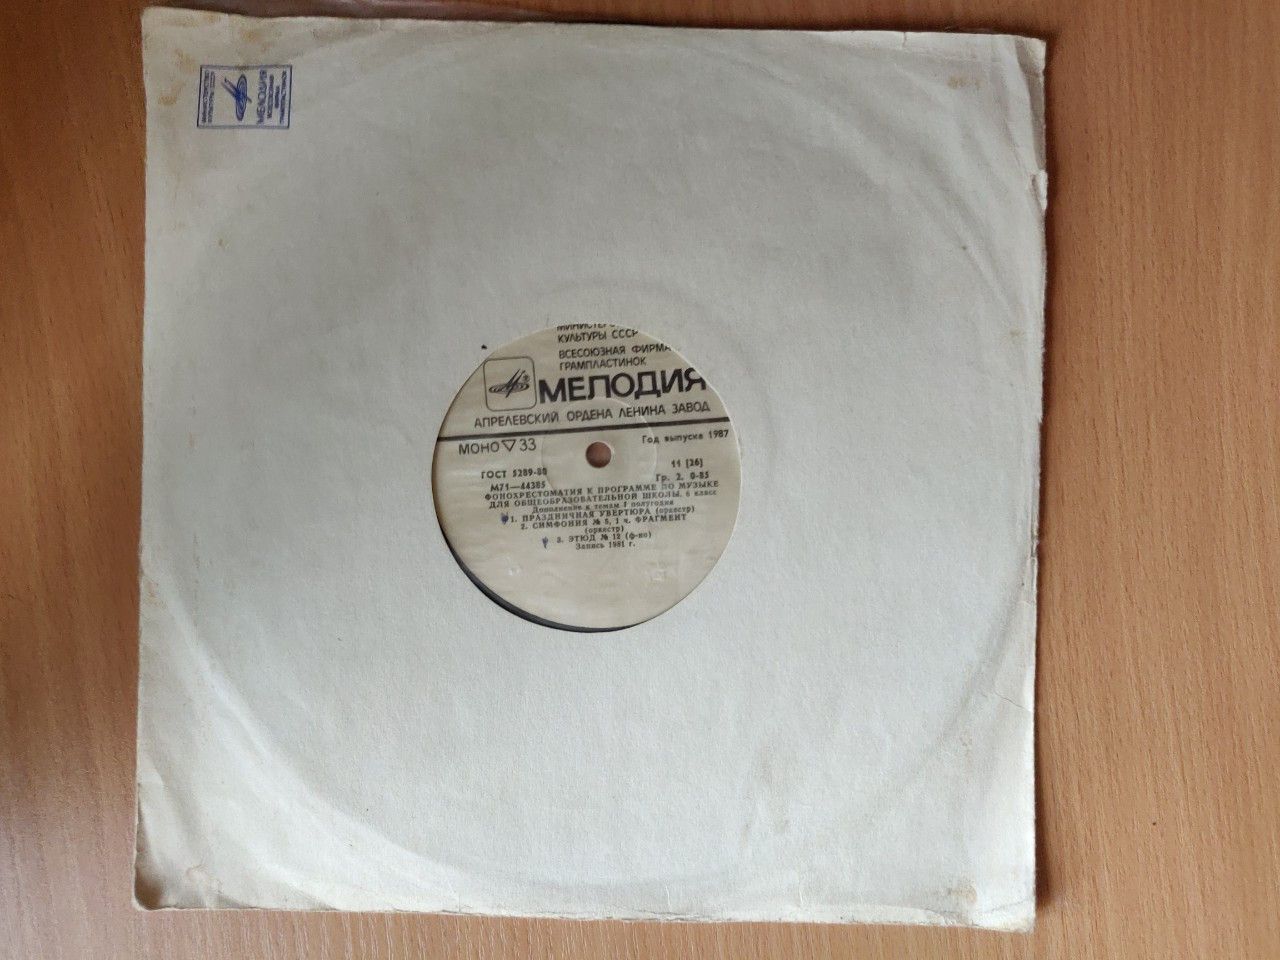 МЕЛОДИЯ
МИНИСТЕР
КУЛЬТУРЫ СССР
ВСЕСОЮЗНАЯ ФИРМА
ГРАМПЛАСТИНОК
МЕЛОДИЯ
АПРЕЛЕВСКИЙ ОРДЕНА ЛЕНИНА ЗАВОД
МОНО 33
Год выпуска 1987
ГОСТ 5289-80
11 [26]
М71—44385
Гр. 2. 0-85
ФОНОХРЕСТОМАТИЯ К ПРОГРАММЕ ПО МУЗЫКЕ
ДЛЯ ОБЩЕОБРАЗОВАТЕЛЬНОЙ ШКОЛЫ, 6 класс
Дополнение к темам I полугодия
1. ПРАЗДНИЧНАЯ УВЕРТЮРА (оркестр)
2. СИМФОНИЯ № 5, 1 ч. ФРАГМЕНТ
(оркестр)
3. ЭТЮД № 12 (ф-но)
Запись 1981 г.